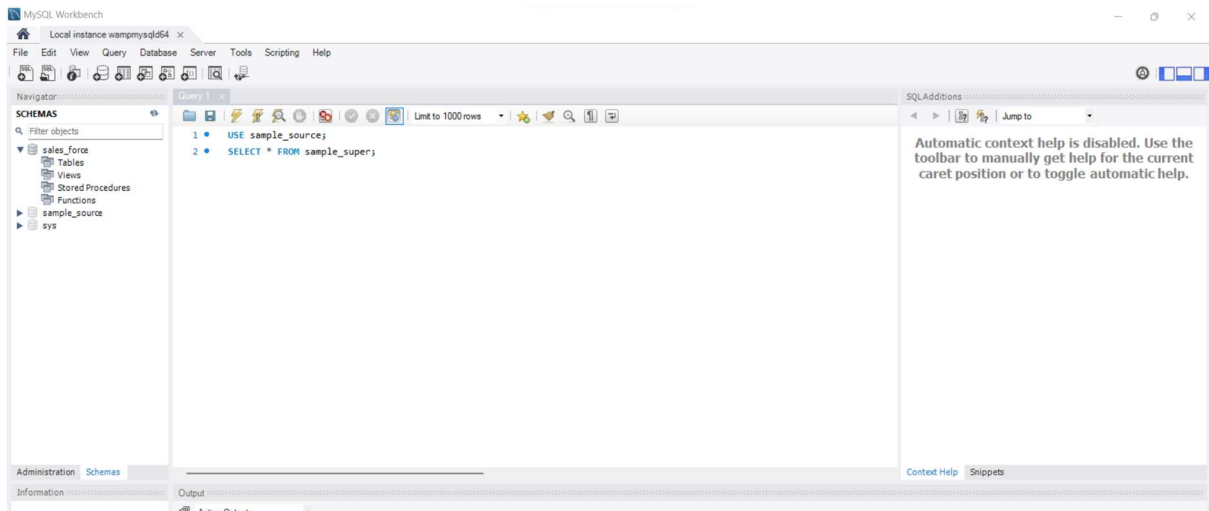 MySQL Workbench
Local instance wampmysqld64
File Edit View Query Database Server Tools Scripting Help
Navigator
SCHEMAS
Filter objects
sales_force
Tables
Views
Stored Procedures
Functions
sample_source
sys
Administration Schemas
Information
Query 1
Limit to 1000 rows
1 USE sample_source;
2 SELECT * FROM sample_super;
Output
SQLAdditions
Jump to
Automatic context help is disabled. Use the
toolbar to manually get help for the current
caret position or to toggle automatic help.
Context Help Snippets